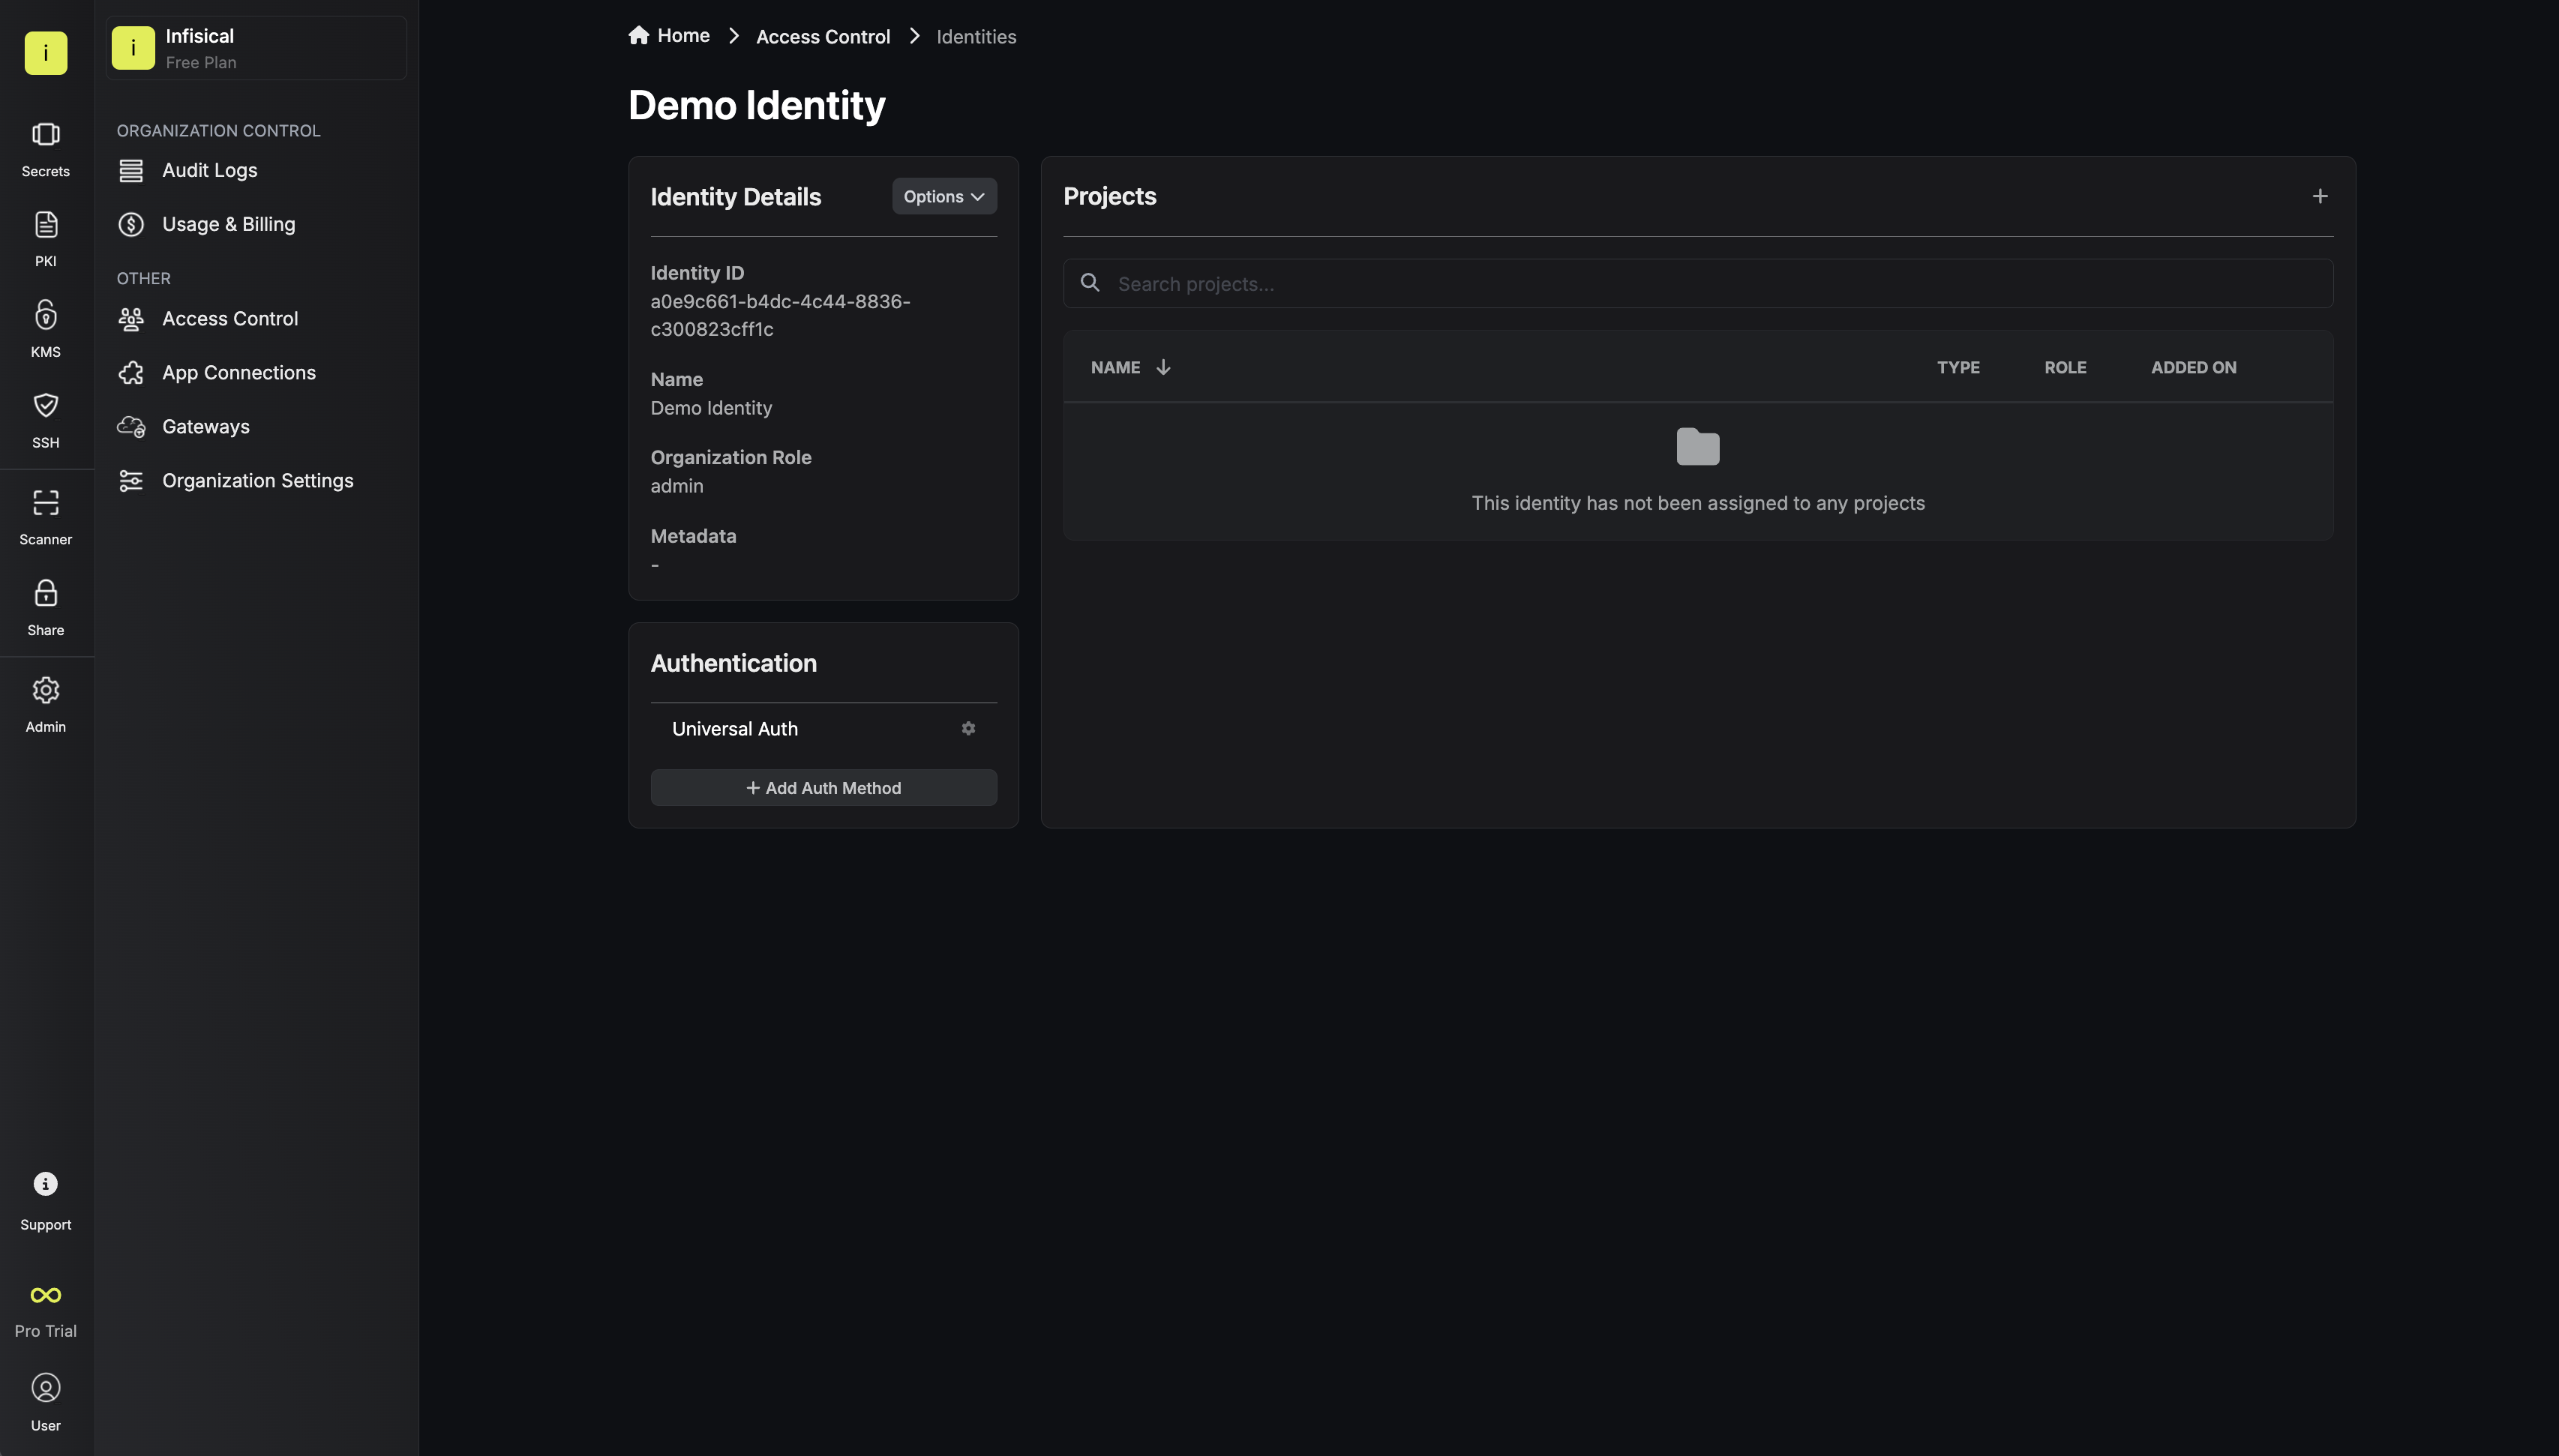 i
Secrets
PKI
KMS
SSH
Scanner
Share
Admin
Support
Pro Trial
User
i
Infisical
Free Plan
ORGANIZATION CONTROL
Audit Logs
Usage & Billing
OTHER
Access Control
App Connections
Gateways
Organization Settings
Home > Access Control > Identities
Demo Identity
Identity Details
Options
Identity ID
a0e9c661-b4dc-4c44-8836-
c300823cff1c
Name
Demo Identity
Organization Role
admin
Metadata
-
Authentication
Universal Auth
+ Add Auth Method
Projects
+
Search projects...
NAME TYPE ROLE ADDED ON
This identity has not been assigned to any projects